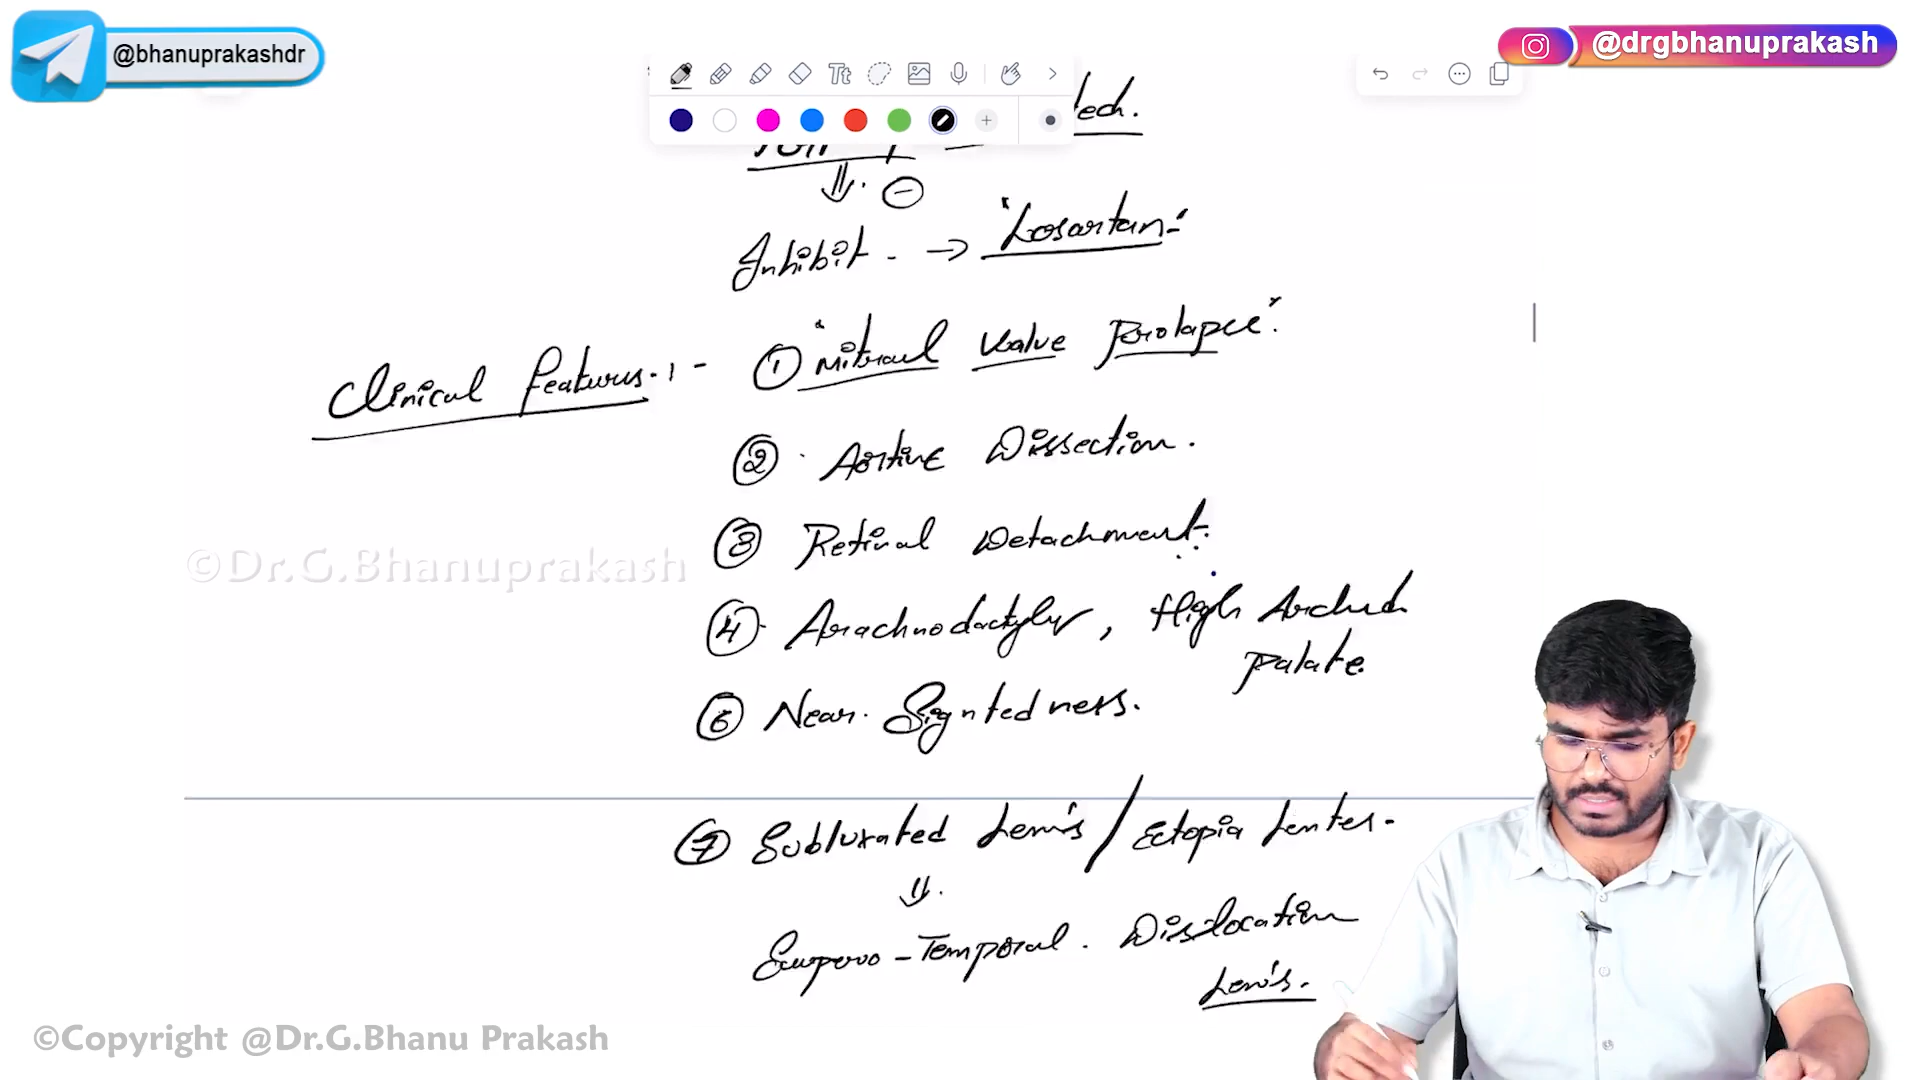 @bhanuprakashdr
@drgbhanuprakash
Tt
Inhibit. → "Losartan"
Clinical Features :- ① "Mitral Valve Prolapse".
② Aortic Dissection.
③ Retinal Detachment.
④ Arachnodactyly, High Arched
Palate.
⑥ Near Sightedness.
⑦ Subluxated Lens / Ectopia Lentes.
⇓
Supero-Temporal. Dislocation
Lens.
©Dr.G.Bhanuprakash
©Copyright @Dr.G.Bhanu Prakash